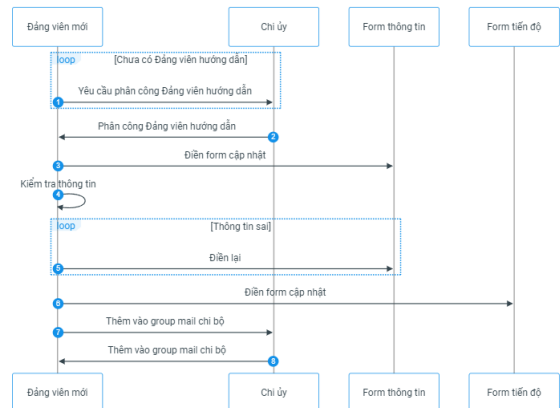 Đảng viên mới
Chi ủy
Form thông tin
Form tiến độ
loop
[Chưa có Đảng viên hướng dẫn]
Yêu cầu phân công Đảng viên hướng dẫn
1
Phân công Đảng viên hướng dẫn
2
Điền form cập nhật
3
Kiểm tra thông tin
4
loop
[Thông tin sai]
Điền lại
5
Điền form cập nhật
6
Thêm vào group mail chi bộ
7
Thêm vào group mail chi bộ
8
Đảng viên mới
Chi ủy
Form thông tin
Form tiến độ